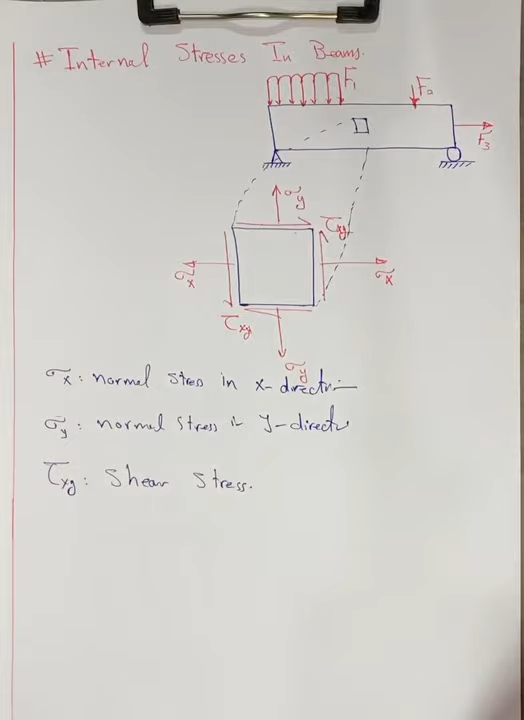 # Internal Stresses In Beams.
F₁
F₂
F₃
σy
τxy
σx
σx
τxy
σy
σx: normal stress in x-direction
σy: normal stress in y-direction
τxy: Shear stress.